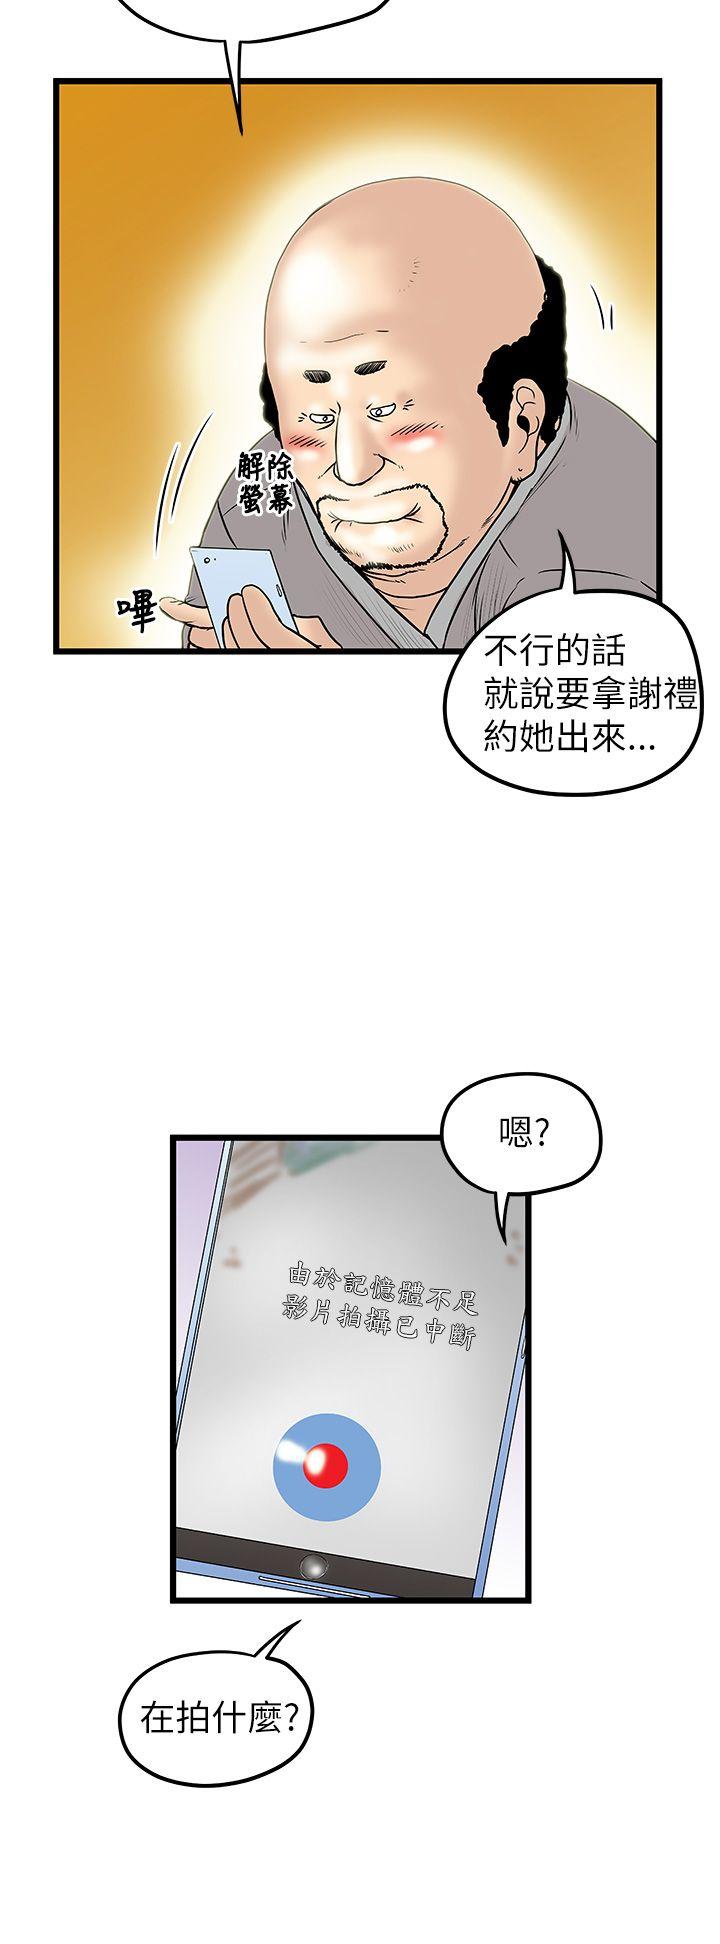 解除
螢幕
嗶
不行的話
就說要拿謝禮
約她出來…
嗯?
由於記憶體不足
影片拍攝已中斷
在拍什麼?